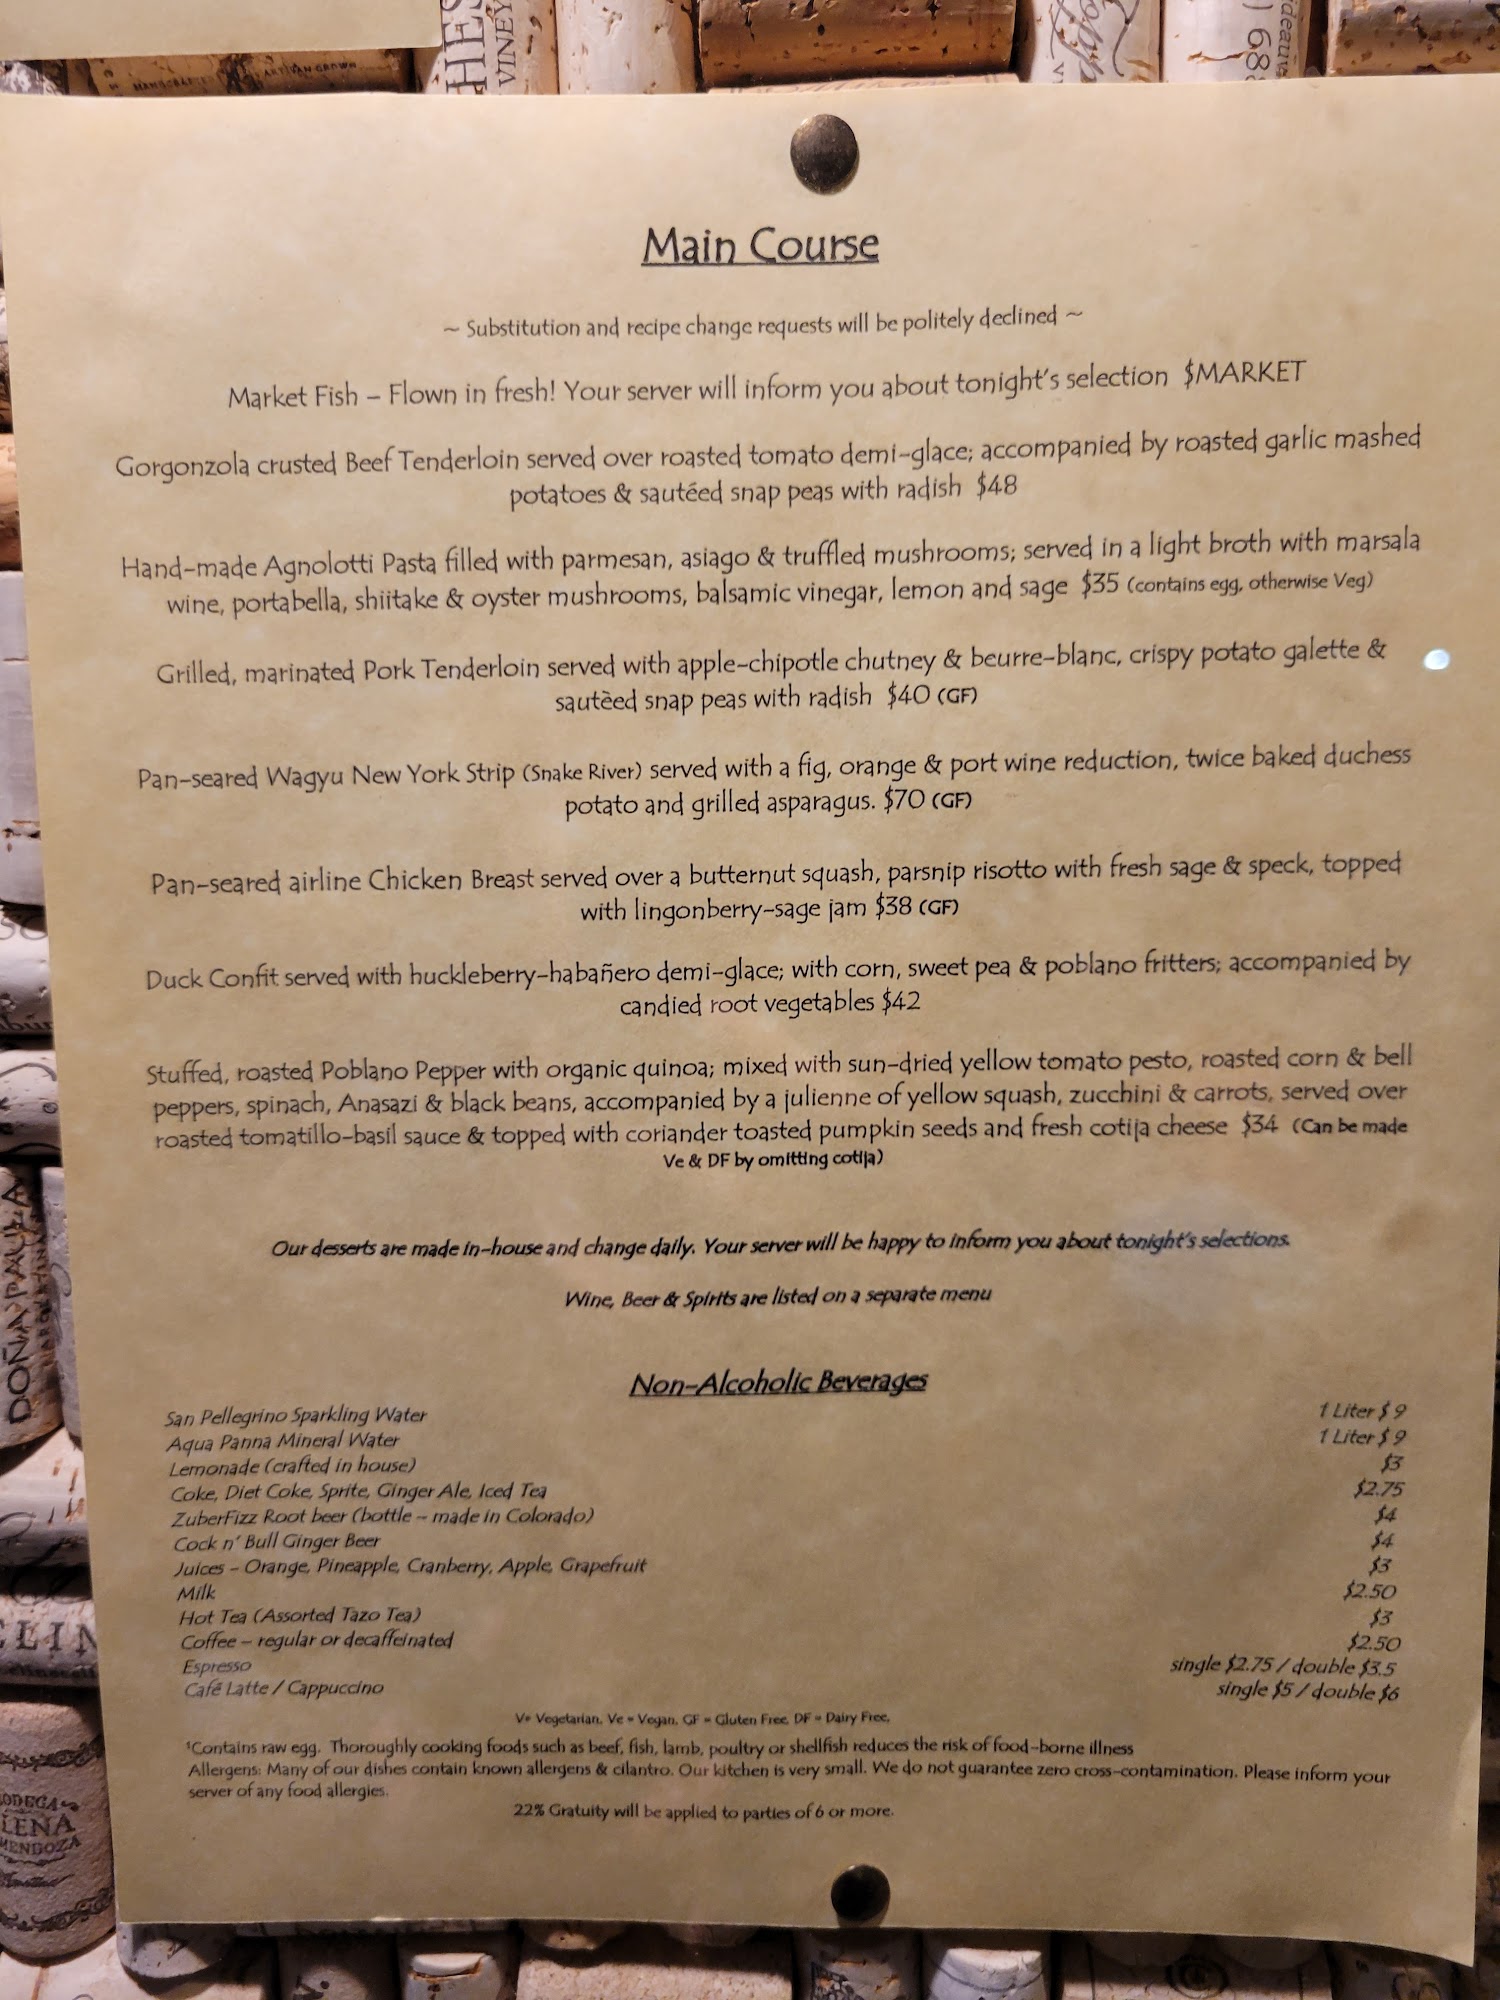 HES
VINEY
ARTISAN GROWN
) 68
Main Course
~ Substitution and recipe change requests will be politely declined ~
Market Fish – Flown in fresh! Your server will inform you about tonight's selection $MARKET
Gorgonzola crusted Beef Tenderloin served over roasted tomato demi-glace; accompanied by roasted garlic mashed
potatoes & sautéed snap peas with radish $48
Hand-made Agnolotti Pasta filled with parmesan, asiago & truffled mushrooms; served in a light broth with marsala
wine, portabella, shiitake & oyster mushrooms, balsamic vinegar, lemon and sage $35 (contains egg, otherwise Veg)
Grilled, marinated Pork Tenderloin served with apple-chipotle chutney & beurre-blanc, crispy potato galette &
sautèed snap peas with radish $40 (GF)
Pan-seared Wagyu New York Strip (Snake River) served with a fig, orange & port wine reduction, twice baked duchess
potato and grilled asparagus. $70 (GF)
Pan-seared airline Chicken Breast served over a butternut squash, parsnip risotto with fresh sage & speck, topped
with lingonberry-sage jam $38 (GF)
Duck Confit served with huckleberry-habañero demi-glace; with corn, sweet pea & poblano fritters; accompanied by
candied root vegetables $42
Stuffed, roasted Poblano Pepper with organic quinoa; mixed with sun-dried yellow tomato pesto, roasted corn & bell
peppers, spinach, Anasazi & black beans, accompanied by a julienne of yellow squash, zucchini & carrots, served over
roasted tomatillo-basil sauce & topped with coriander toasted pumpkin seeds and fresh cotija cheese $34 (Can be made
Ve & DF by omitting cotija)
Our desserts are made in-house and change daily. Your server will be happy to inform you about tonight's selections.
Wine, Beer & Spirits are listed on a separate menu
Non-Alcoholic Beverages
San Pellegrino Sparkling Water 1 Liter $ 9
Aqua Panna Mineral Water 1 Liter $ 9
Lemonade (crafted in house) $3
Coke, Diet Coke, Sprite, Ginger Ale, Iced Tea $2.75
ZuberFizz Root beer (bottle – made in Colorado) $4
Cock n' Bull Ginger Beer $4
Juices – Orange, Pineapple, Cranberry, Apple, Grapefruit $3
Milk $2.50
Hot Tea (Assorted Tazo Tea) $3
Coffee – regular or decaffeinated $2.50
Espresso single $2.75 / double $3.5
Café Latte / Cappuccino single $5 / double $6
V= Vegetarian, Ve = Vegan, GF = Gluten Free, DF = Dairy Free,
¹Contains raw egg. Thoroughly cooking foods such as beef, fish, lamb, poultry or shellfish reduces the risk of food-borne illness
Allergens: Many of our dishes contain known allergens & cilantro. Our kitchen is very small. We do not guarantee zero cross-contamination. Please inform your
server of any food allergies.
22% Gratuity will be applied to parties of 6 or more.
DOÑA PAULA
BODEGA
ELENA
MENDOZA